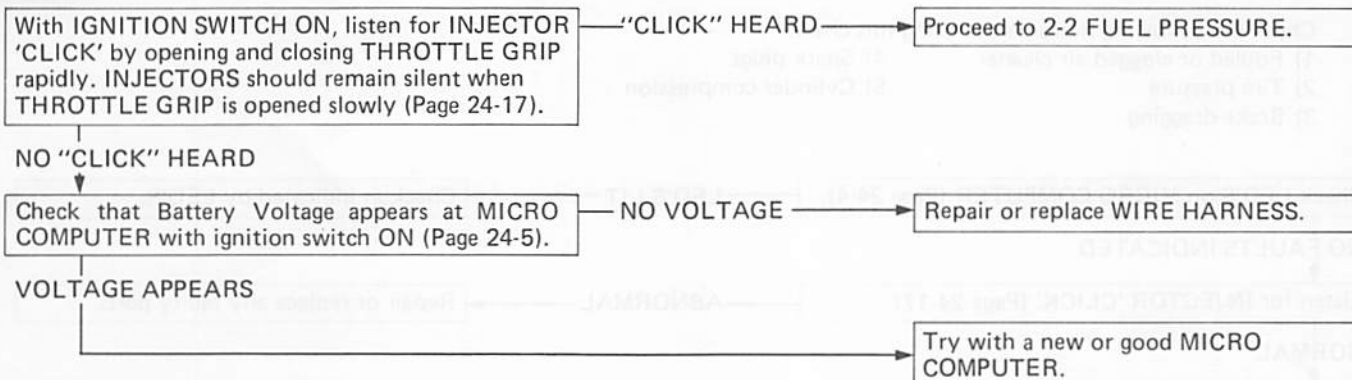 With IGNITION SWITCH ON, listen for INJECTOR
'CLICK' by opening and closing THROTTLE GRIP
rapidly. INJECTORS should remain silent when
THROTTLE GRIP is opened slowly (Page 24-17).
"CLICK" HEARD
Proceed to 2-2 FUEL PRESSURE.
NO "CLICK" HEARD
Check that Battery Voltage appears at MICRO
COMPUTER with ignition switch ON (Page 24-5).
NO VOLTAGE
Repair or replace WIRE HARNESS.
VOLTAGE APPEARS
Try with a new or good MICRO
COMPUTER.